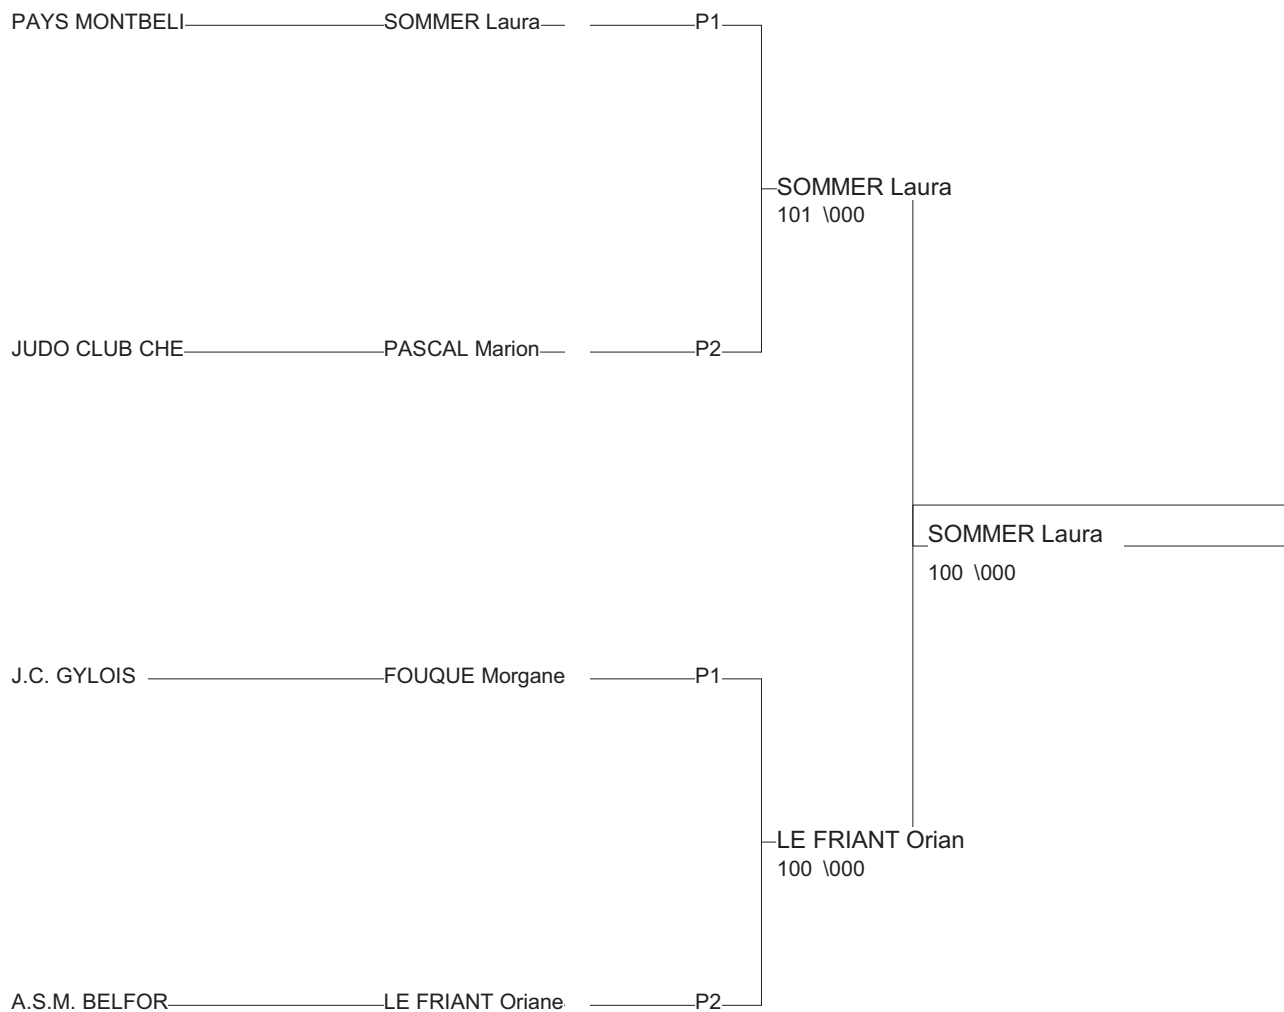 PAYS MONTBELI SOMMER Laura P1
SOMMER Laura
101 \000
JUDO CLUB CHE PASCAL Marion P2
SOMMER Laura
100 \000
J.C. GYLOIS FOUQUE Morgane P1
LE FRIANT Orian
100 \000
A.S.M. BELFOR LE FRIANT Oriane P2